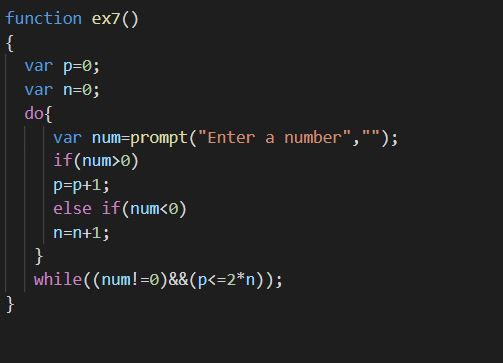 function ex7()
{
  var p=0;
  var n=0;
  do{
     var num=prompt("Enter a number","");
     if(num>0)
     p=p+1;
     else if(num<0)
     n=n+1;
   }
   while((num!=0)&&(p<=2*n));
}